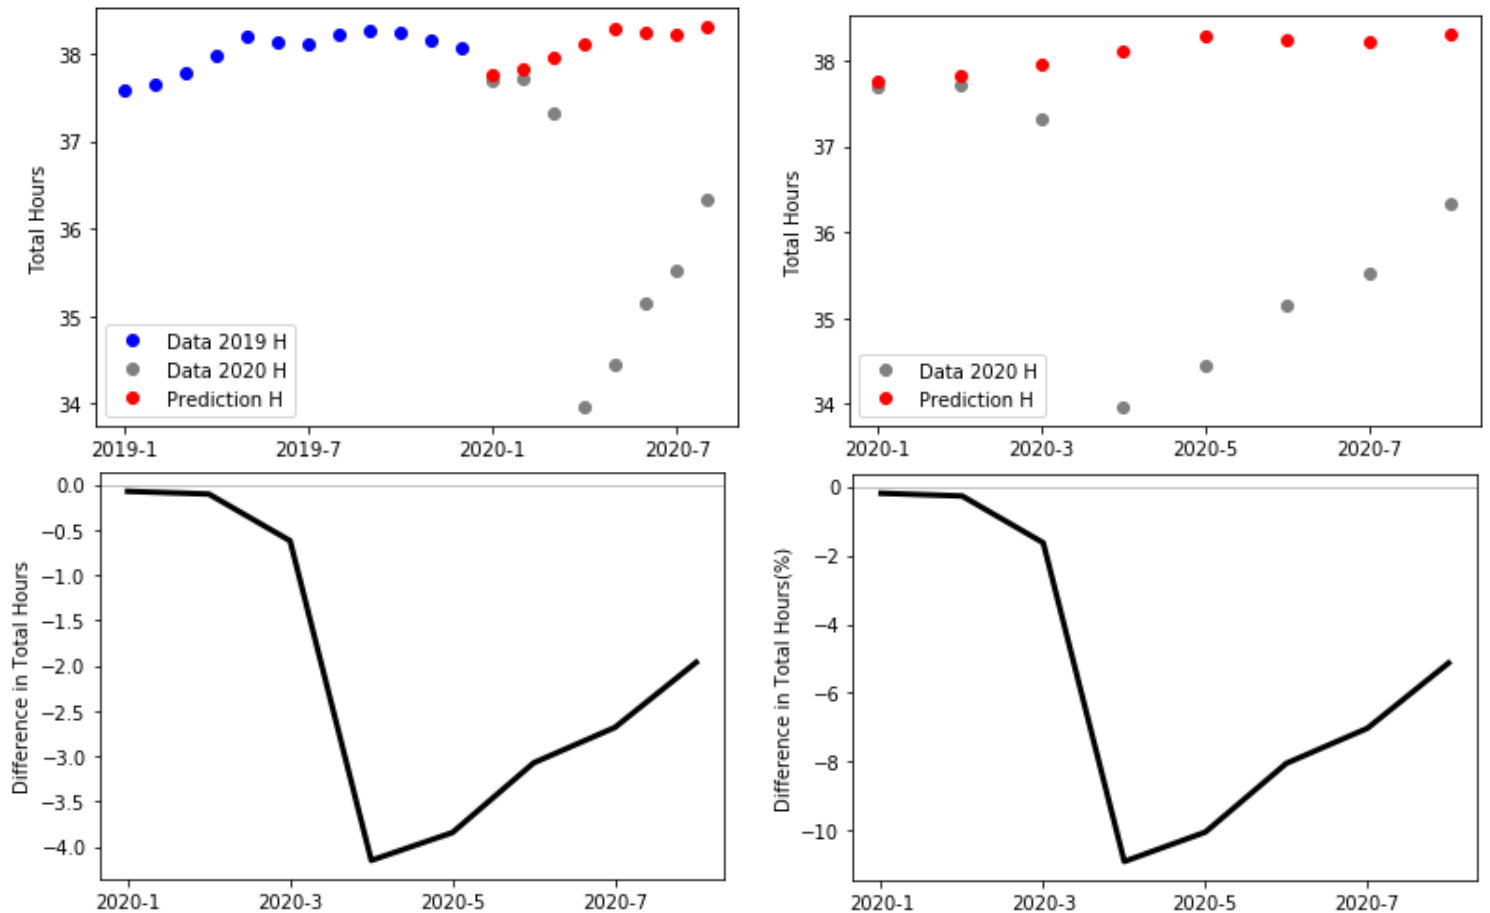 Total Hours
38
37
36
35
34
Data 2019 H
Data 2020 H
Prediction H
2019-1 2019-7 2020-1 2020-7
Total Hours
38
37
36
35
34
Data 2020 H
Prediction H
2020-1 2020-3 2020-5 2020-7
Difference in Total Hours
0.0
−0.5
−1.0
−1.5
−2.0
−2.5
−3.0
−3.5
−4.0
2020-1 2020-3 2020-5 2020-7
Difference in Total Hours(%)
0
−2
−4
−6
−8
−10
2020-1 2020-3 2020-5 2020-7